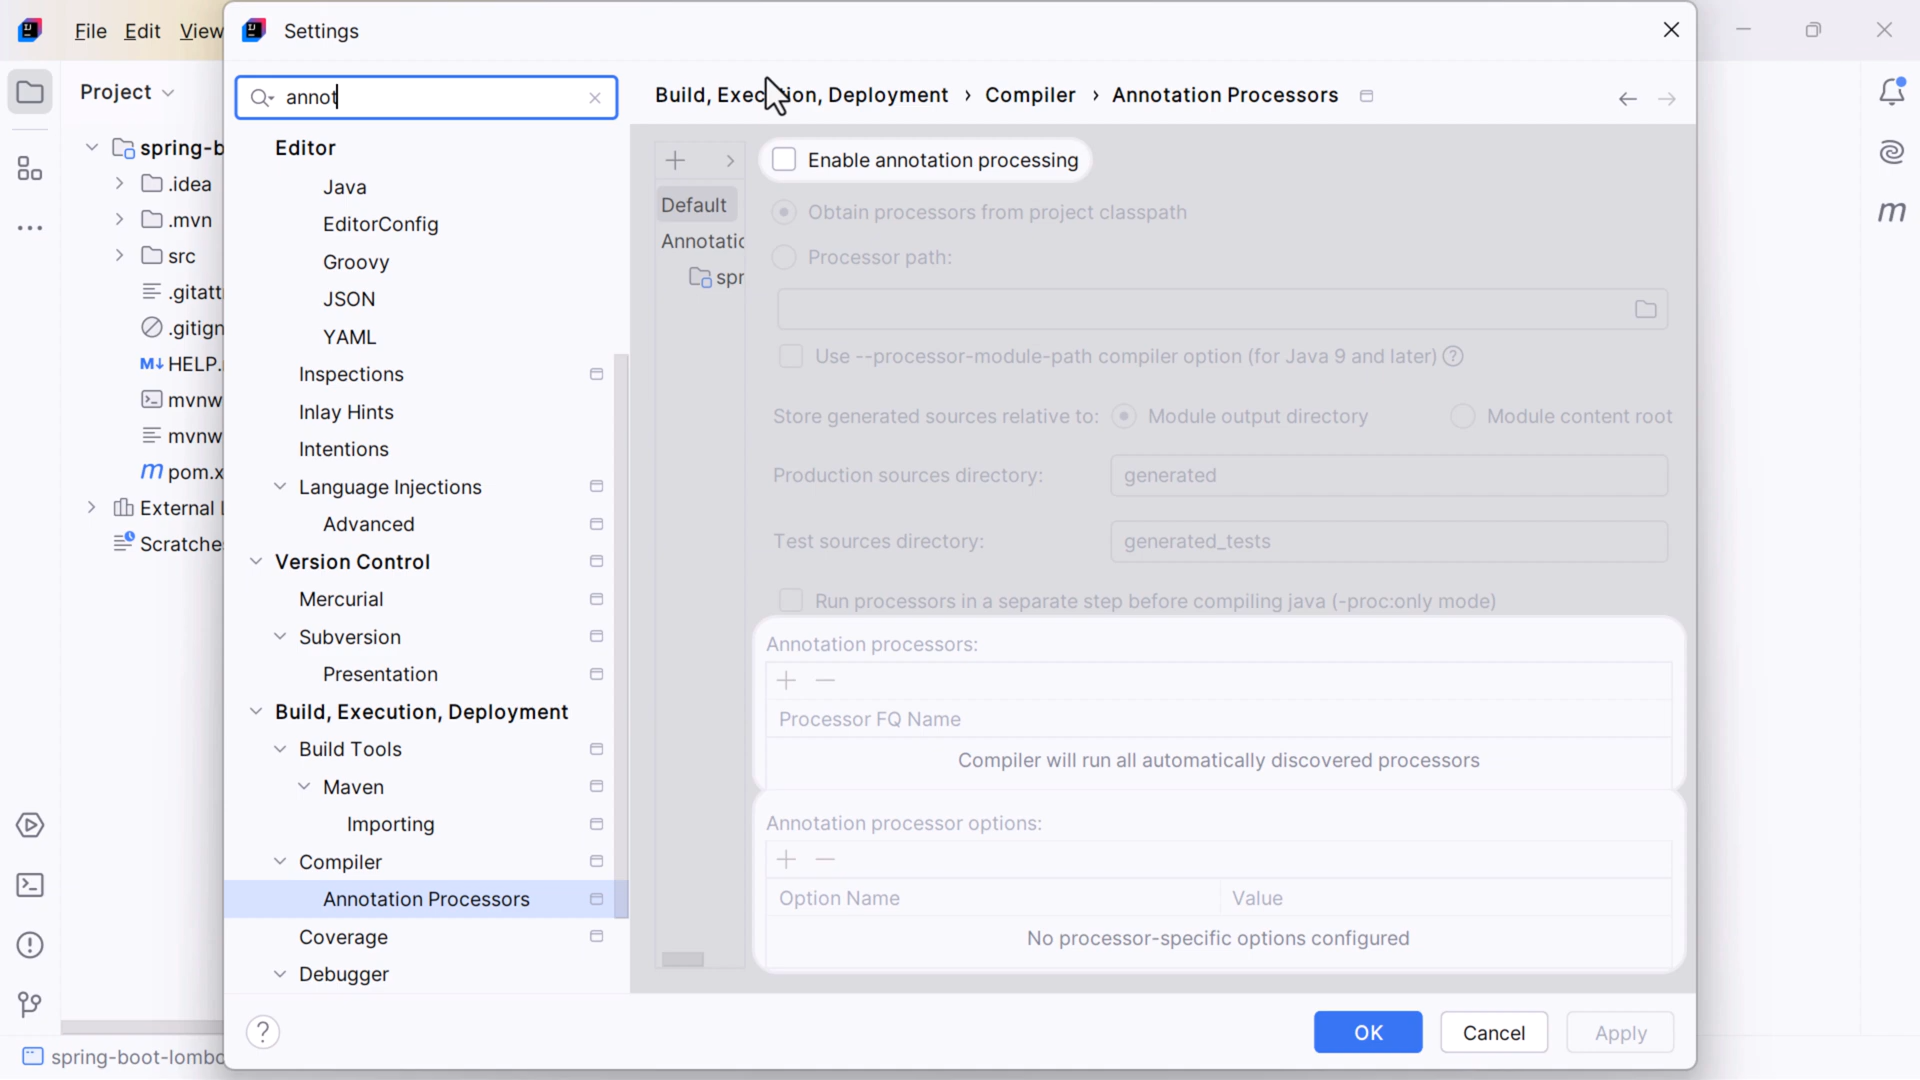 File Edit View
Settings
Project
spring-b
.idea
.mvn
src
.gitatt
.gitign
HELP.
mvnw
mvnw
pom.x
External
Scratche
spring-boot-lombo
annot
Editor
Java
EditorConfig
Groovy
JSON
YAML
Inspections
Inlay Hints
Intentions
Language Injections
Advanced
Version Control
Mercurial
Subversion
Presentation
Build, Execution, Deployment
Build Tools
Maven
Importing
Compiler
Annotation Processors
Coverage
Debugger
Build, Execution, Deployment › Compiler › Annotation Processors
Default
Annotatio
spr
Enable annotation processing
Obtain processors from project classpath
Processor path:
Use --processor-module-path compiler option (for Java 9 and later)
Store generated sources relative to: Module output directory Module content root
Production sources directory: generated
Test sources directory: generated_tests
Run processors in a separate step before compiling java (-proc:only mode)
Annotation processors:
Processor FQ Name
Compiler will run all automatically discovered processors
Annotation processor options:
Option Name Value
No processor-specific options configured
? OK Cancel Apply